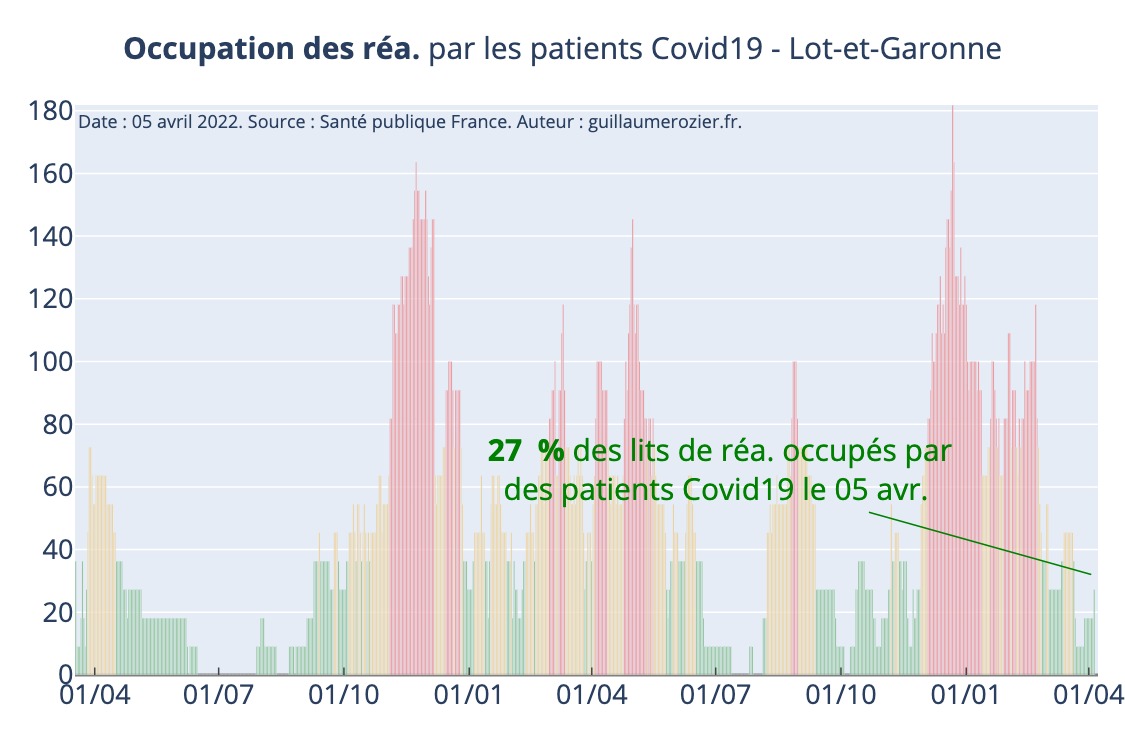 Occupation des réa. par les patients Covid19 - Lot-et-Garonne
180
Date : 05 avril 2022. Source : Santé publique France. Auteur : guillaumerozier.fr.
160
140
120
100
80
27 % des lits de réa. occupés par
des patients Covid19 le 05 avr.
60
40
20
0
01/04 01/07 01/10 01/01 01/04 01/07 01/10 01/01 01/04